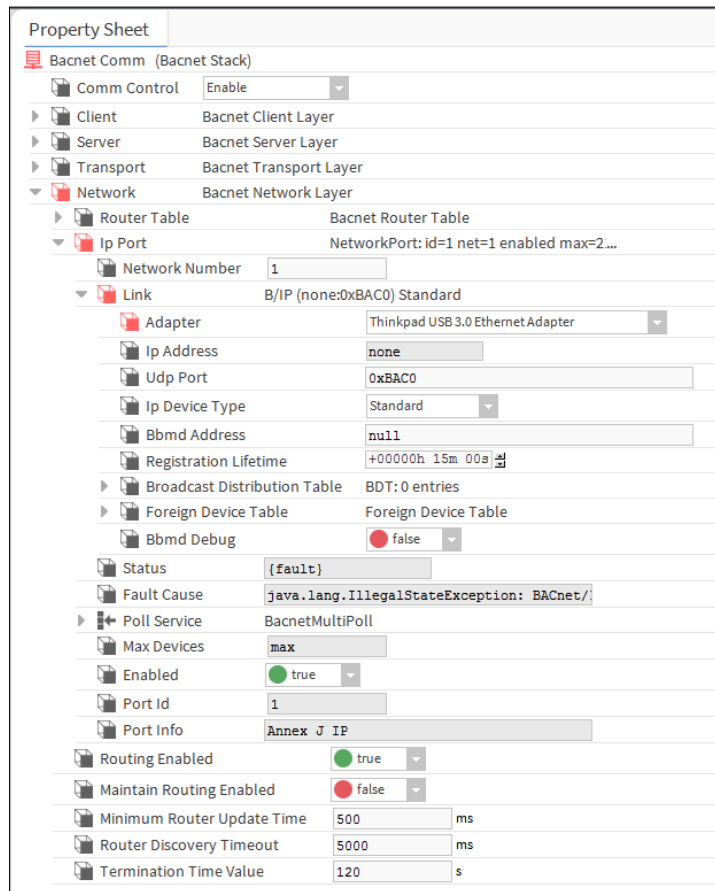 Property Sheet
Bacnet Comm (Bacnet Stack)
Comm Control Enable
Client Bacnet Client Layer
Server Bacnet Server Layer
Transport Bacnet Transport Layer
Network Bacnet Network Layer
Router Table Bacnet Router Table
Ip Port NetworkPort: id=1 net=1 enabled max=2...
Network Number 1
Link B/IP (none:0xBAC0) Standard
Adapter Thinkpad USB 3.0 Ethernet Adapter
Ip Address none
Udp Port 0xBAC0
Ip Device Type Standard
Bbmd Address null
Registration Lifetime +00000h 15m 00s
Broadcast Distribution Table BDT: 0 entries
Foreign Device Table Foreign Device Table
Bbmd Debug false
Status {fault}
Fault Cause java.lang.IllegalStateException: BACnet/
Poll Service BacnetMultiPoll
Max Devices max
Enabled true
Port Id 1
Port Info Annex J IP
Routing Enabled true
Maintain Routing Enabled false
Minimum Router Update Time 500 ms
Router Discovery Timeout 5000 ms
Termination Time Value 120 s